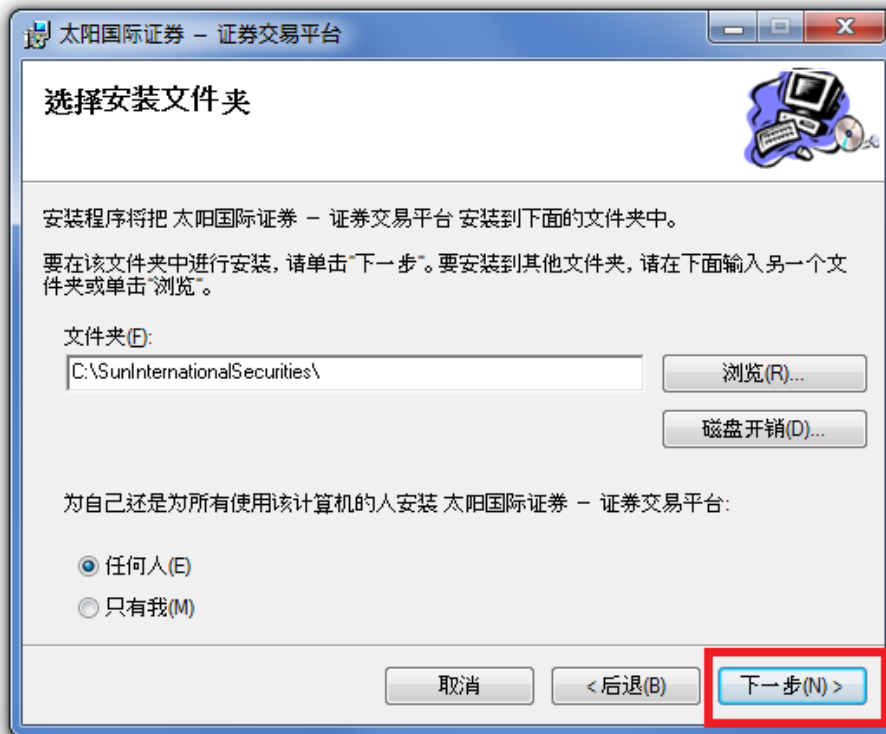 太阳国际证券 – 证券交易平台
选择安装文件夹
安装程序将把 太阳国际证券 – 证券交易平台 安装到下面的文件夹中。
要在该文件夹中进行安装，请单击"下一步"。要安装到其他文件夹，请在下面输入另一个文
件夹或单击"浏览"。
文件夹(F):
C:\SunInternationalSecurities\
浏览(R)...
磁盘开销(D)...
为自己还是为所有使用该计算机的人安装 太阳国际证券 – 证券交易平台:
任何人(E)
只有我(M)
取消
<后退(B)
下一步(N) >